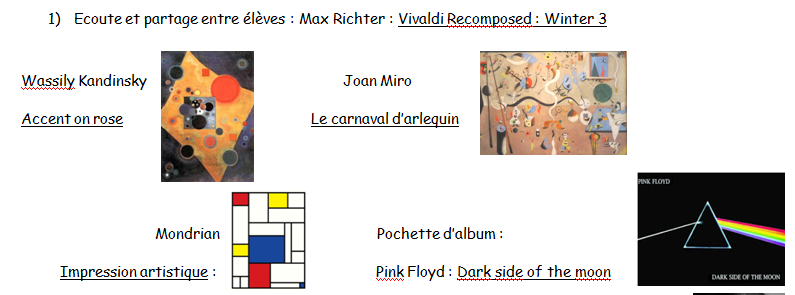 1) Ecoute et partage entre élèves : Max Richter : Vivaldi Recomposed : Winter 3
Wassily Kandinsky
Joan Miro
Accent on rose
Le carnaval d'arlequin
PINK FLOYD
Mondrian
Pochette d'album :
Impression artistique :
Pink Floyd : Dark side of the moon
DARK SIDE OF THE MOON